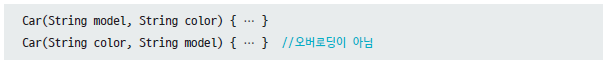 Car(String model, String color) { ··· }
Car(String color, String model) { ··· }  //오버로딩이 아님